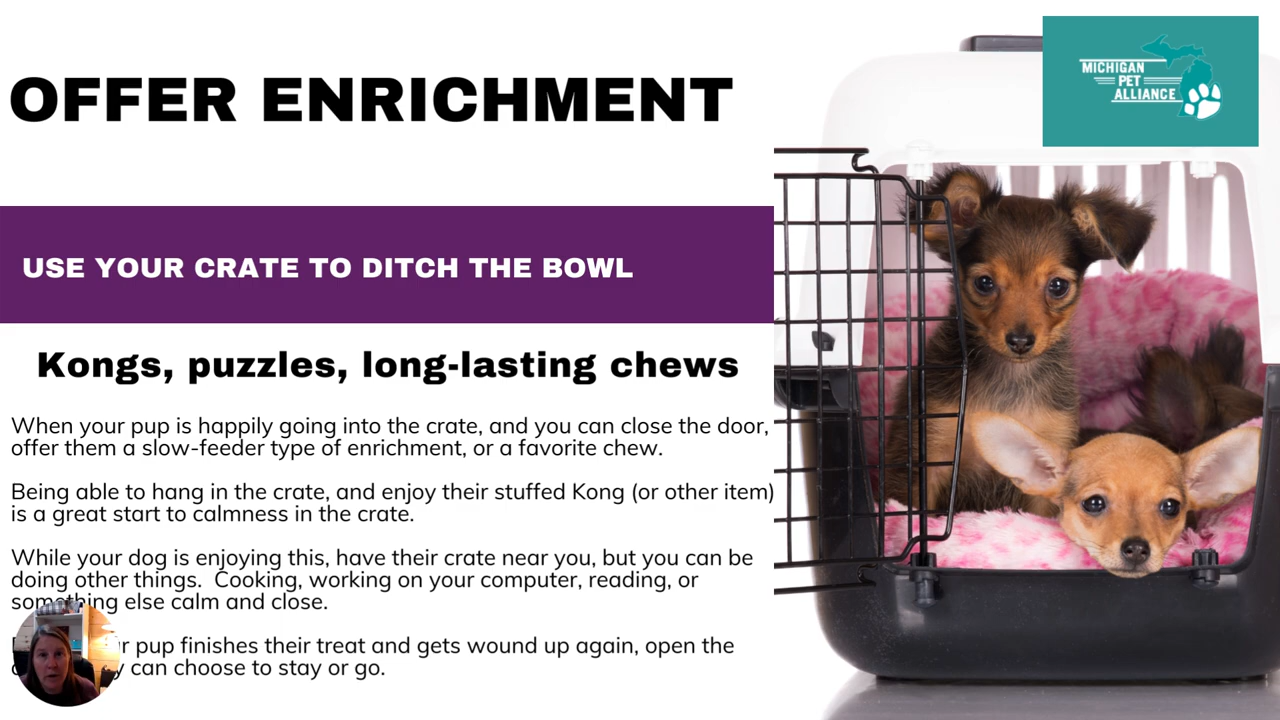 OFFER ENRICHMENT
MICHIGAN
PET
ALLIANCE
USE YOUR CRATE TO DITCH THE BOWL
Kongs, puzzles, long-lasting chews
When your pup is happily going into the crate, and you can close the door,
offer them a slow-feeder type of enrichment, or a favorite chew.
Being able to hang in the crate, and enjoy their stuffed Kong (or other item)
is a great start to calmness in the crate.
While your dog is enjoying this, have their crate near you, but you can be
doing other things.  Cooking, working on your computer, reading, or
something else calm and close.
pup finishes their treat and gets wound up again, open the
can choose to stay or go.